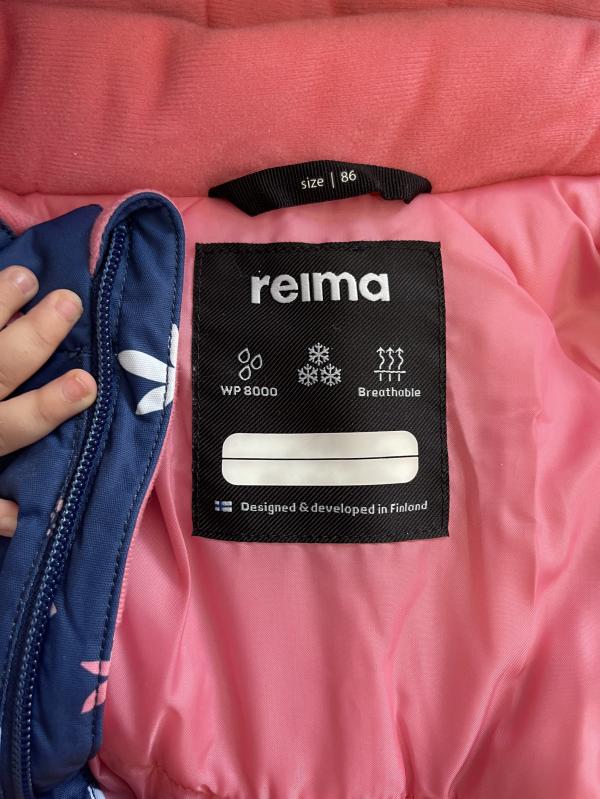 size | 86
reima
WP 8000
Breathable
Designed & developed in Finland